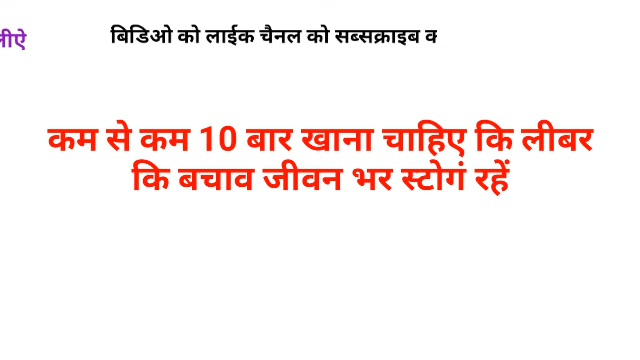 बिडिओ को लाईक चैनल को सब्सक्राइब
कम से कम 10 बार खाना चाहिए कि लीबर
कि बचाव जीवन भर स्टोगं रहें